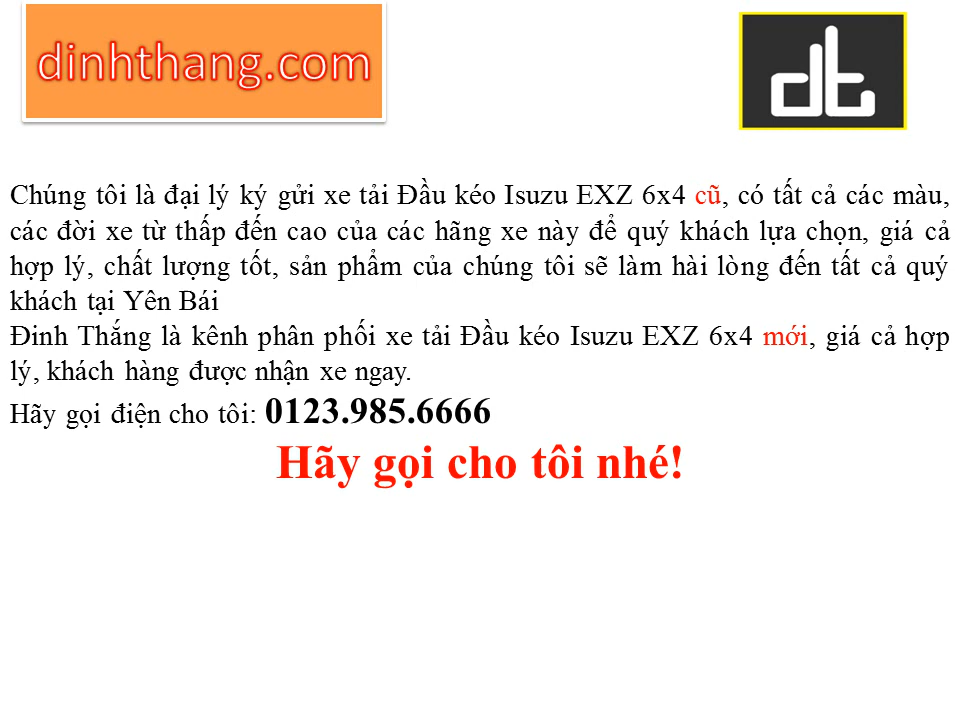 dinhthang.com
dt
Chúng tôi là đại lý ký gửi xe tải Đầu kéo Isuzu EXZ 6x4 cũ, có tất cả các màu,
các đời xe từ thấp đến cao của các hãng xe này để quý khách lựa chọn, giá cả
hợp lý, chất lượng tốt, sản phẩm của chúng tôi sẽ làm hài lòng đến tất cả quý
khách tại Yên Bái
Đinh Thắng là kênh phân phối xe tải Đầu kéo Isuzu EXZ 6x4 mới, giá cả hợp
lý, khách hàng được nhận xe ngay.
Hãy gọi điện cho tôi: 0123.985.6666
Hãy gọi cho tôi nhé!